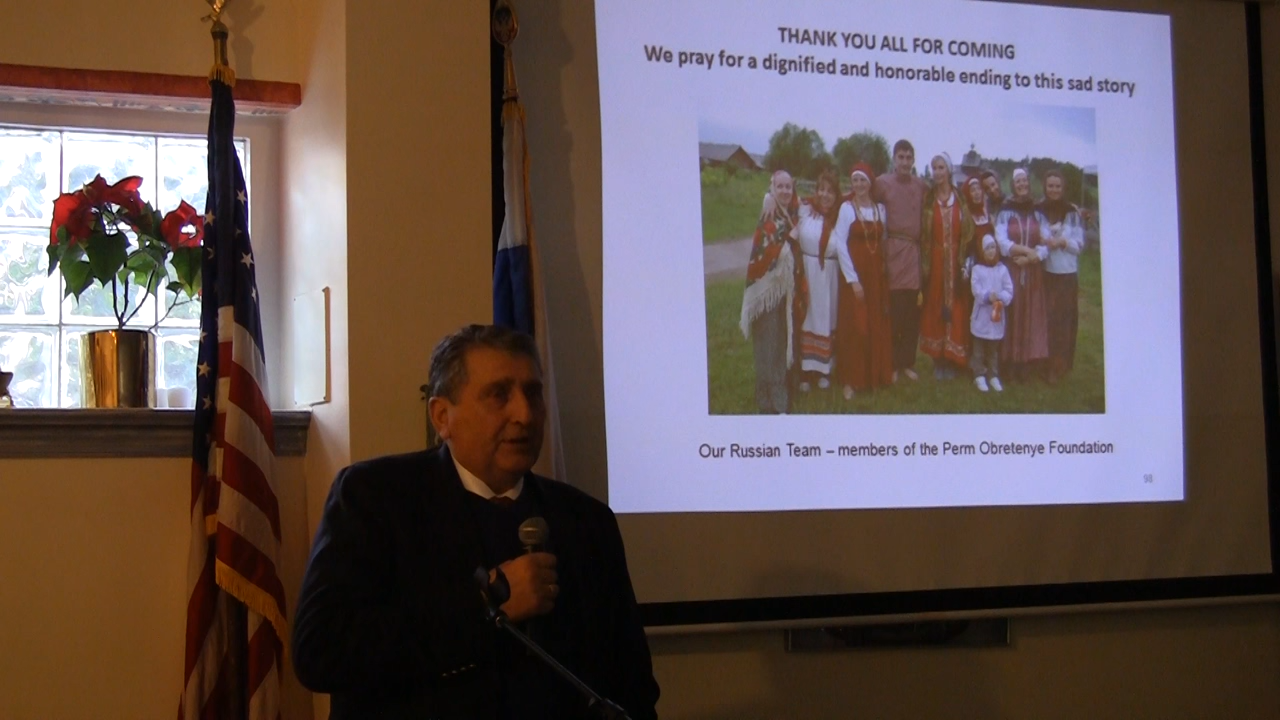 THANK YOU ALL FOR COMING
We pray for a dignified and honorable ending to this sad story
Our Russian Team – members of the Perm Obretenye Foundation
98